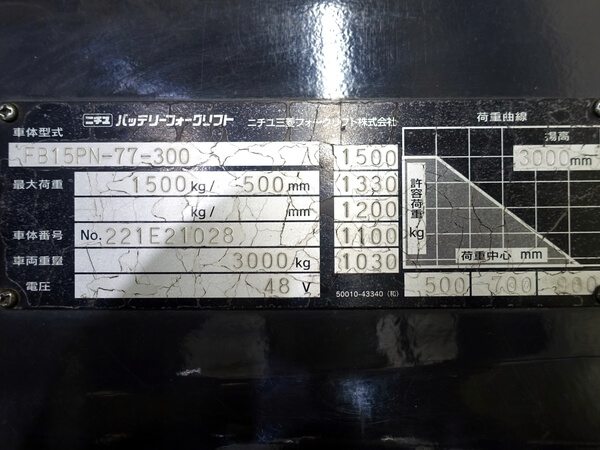 ニチユ バッテリーフォークリフト ニチユ三菱フォークリフト株式会社
車体型式
FB15PN-77-300
最大荷重 1500kg/ 500mm
kg/ mm
車体番号 No.221E21028
車両重量 3000kg
電圧 48V
1500
1330
1200
1100
1030
50010-43340 (和)
荷重曲線
揚高
3000mm
許容荷重 kg
荷重中心 mm
500 700